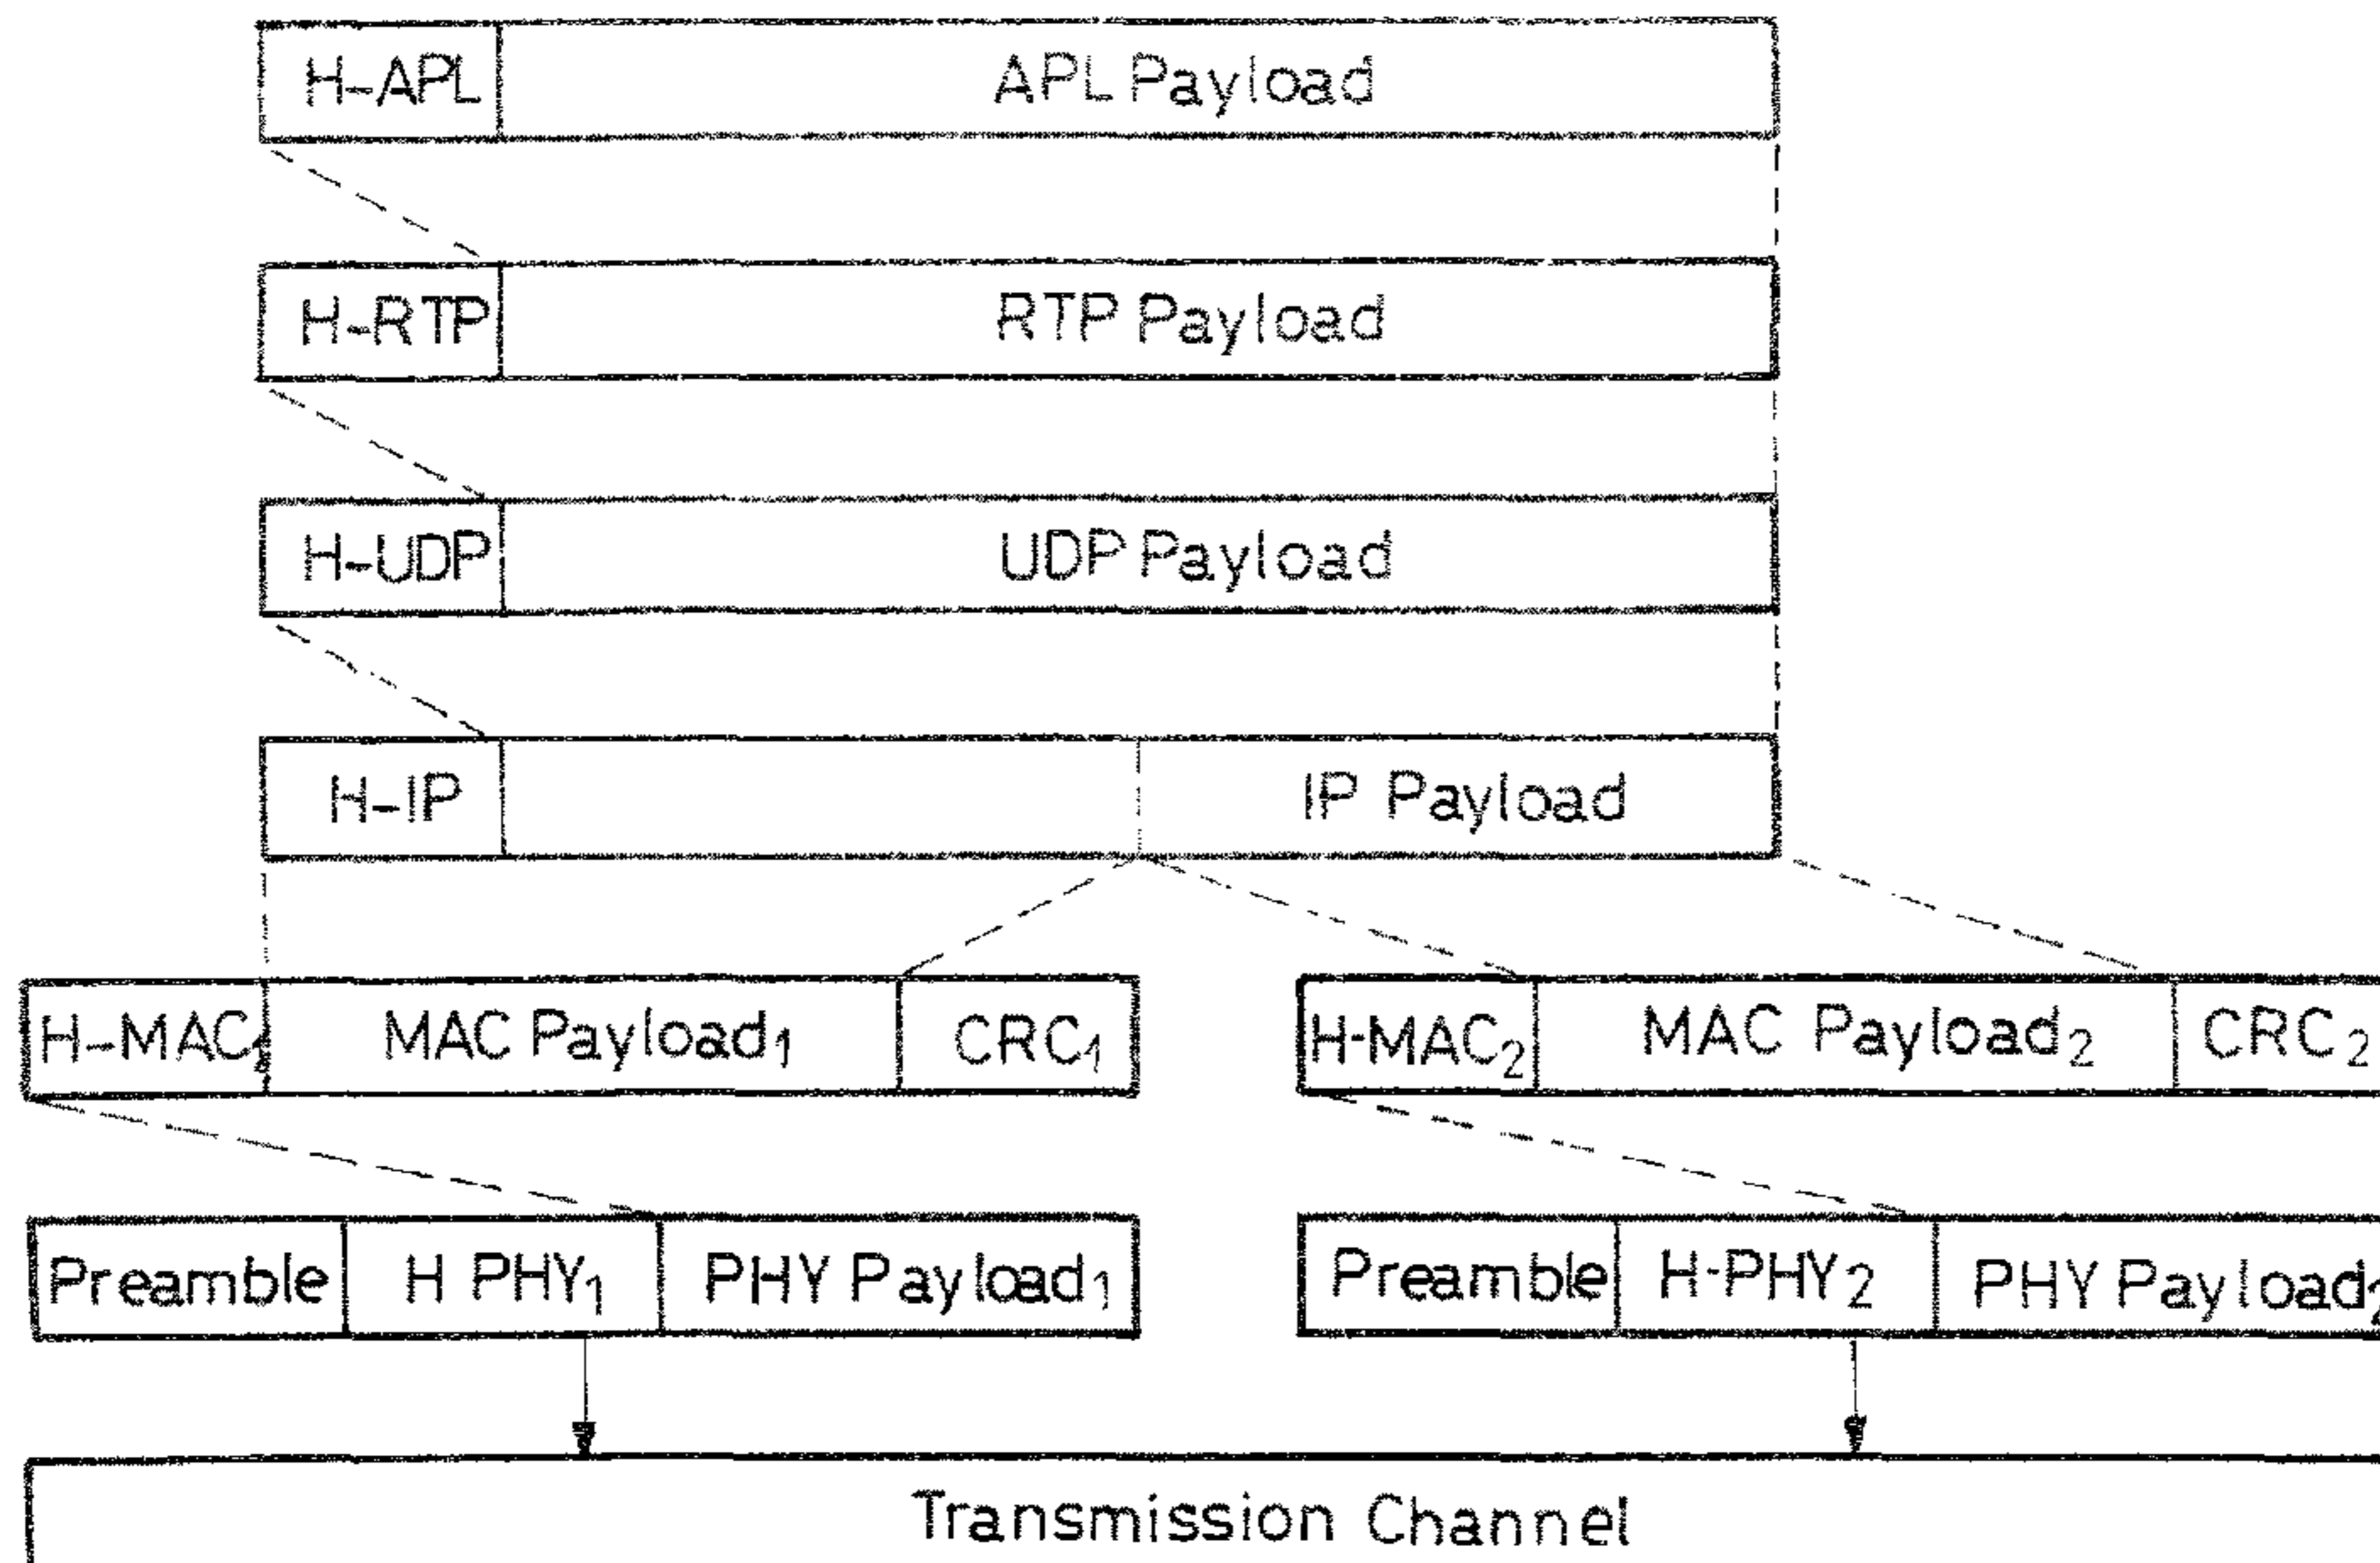 H-APL APL Payload
H-RTP RTP Payload
H-UDP UDP Payload
H-IP IP Payload
H-MAC1 MAC Payload1 CRC1 H-MAC2 MAC Payload2 CRC2
Preamble H PHY1 PHY Payload1 Preamble H-PHY2 PHY Payload2
Transmission Channel